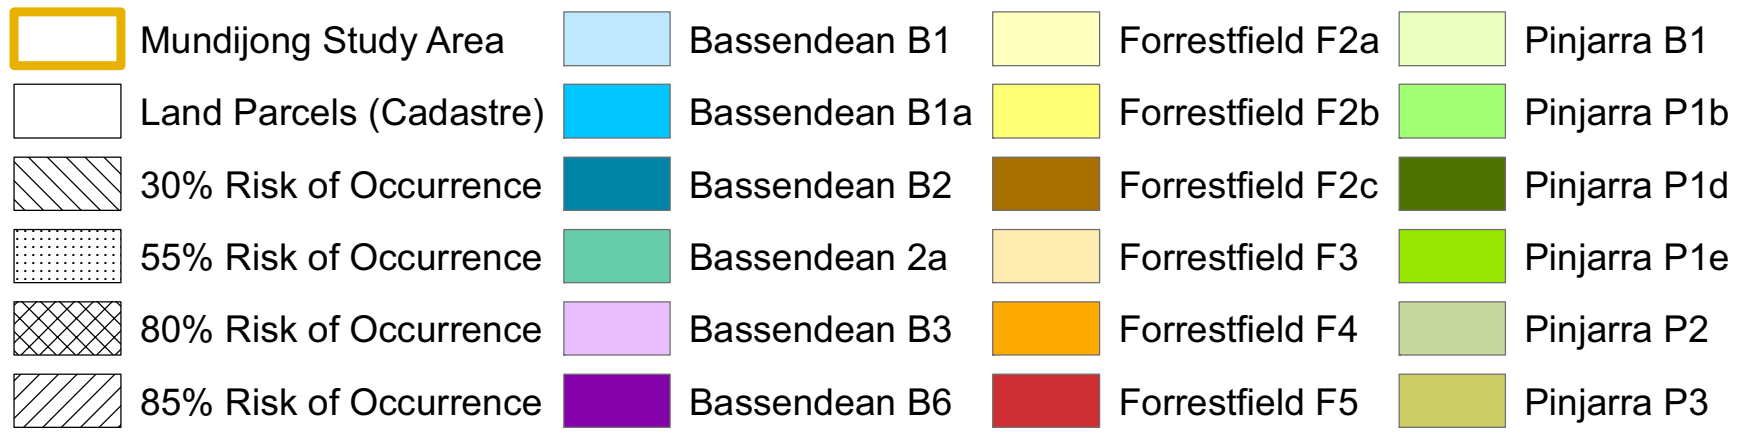 Mundijong Study Area
Land Parcels (Cadastre)
30% Risk of Occurrence
55% Risk of Occurrence
80% Risk of Occurrence
85% Risk of Occurrence
Bassendean B1
Bassendean B1a
Bassendean B2
Bassendean 2a
Bassendean B3
Bassendean B6
Forrestfield F2a
Forrestfield F2b
Forrestfield F2c
Forrestfield F3
Forrestfield F4
Forrestfield F5
Pinjarra B1
Pinjarra P1b
Pinjarra P1d
Pinjarra P1e
Pinjarra P2
Pinjarra P3